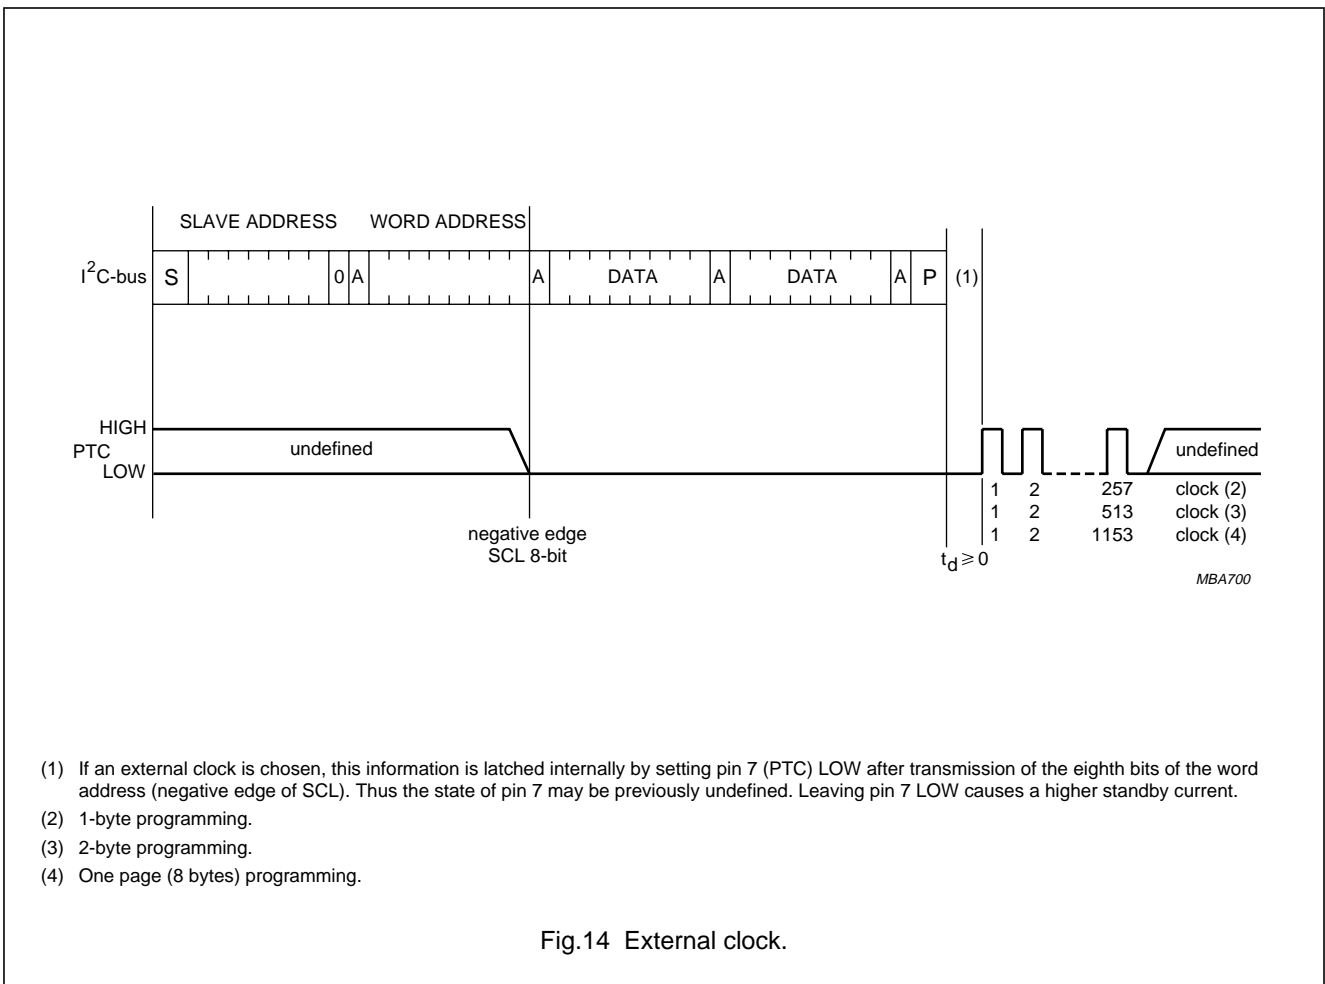 SLAVE ADDRESS WORD ADDRESS
I²C-bus S 0 A A DATA A DATA A P (1)
HIGH
PTC undefined undefined
LOW
1 2 257 clock (2)
1 2 513 clock (3)
1 2 1153 clock (4)
negative edge
SCL 8-bit
td ⩾ 0
MBA700
(1) If an external clock is chosen, this information is latched internally by setting pin 7 (PTC) LOW after transmission of the eighth bits of the word
address (negative edge of SCL). Thus the state of pin 7 may be previously undefined. Leaving pin 7 LOW causes a higher standby current.
(2) 1-byte programming.
(3) 2-byte programming.
(4) One page (8 bytes) programming.
Fig.14 External clock.